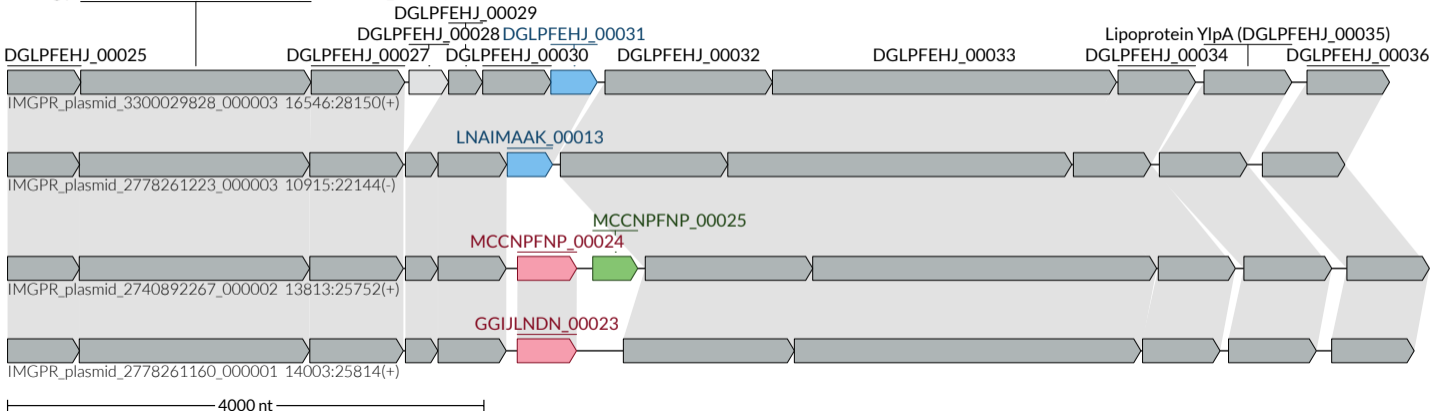 DGLPFEHJ_00029
DGLPFEHJ_00028 DGLPFEHJ_00031 Lipoprotein YlpA (DGLPFEHJ_00035)
DGLPFEHJ_00025 DGLPFEHJ_00027 DGLPFEHJ_00030 DGLPFEHJ_00032 DGLPFEHJ_00033 DGLPFEHJ_00034 DGLPFEHJ_00036
IMGPR_plasmid_3300029828_000003 16546:28150(+)
LNAIMAAK_00013
IMGPR_plasmid_2778261223_000003 10915:22144(-)
MCCNPFNP_00025
MCCNPFNP_00024
IMGPR_plasmid_2740892267_000002 13813:25752(+)
GGIJLNDN_00023
IMGPR_plasmid_2778261160_000001 14003:25814(+)
4000 nt